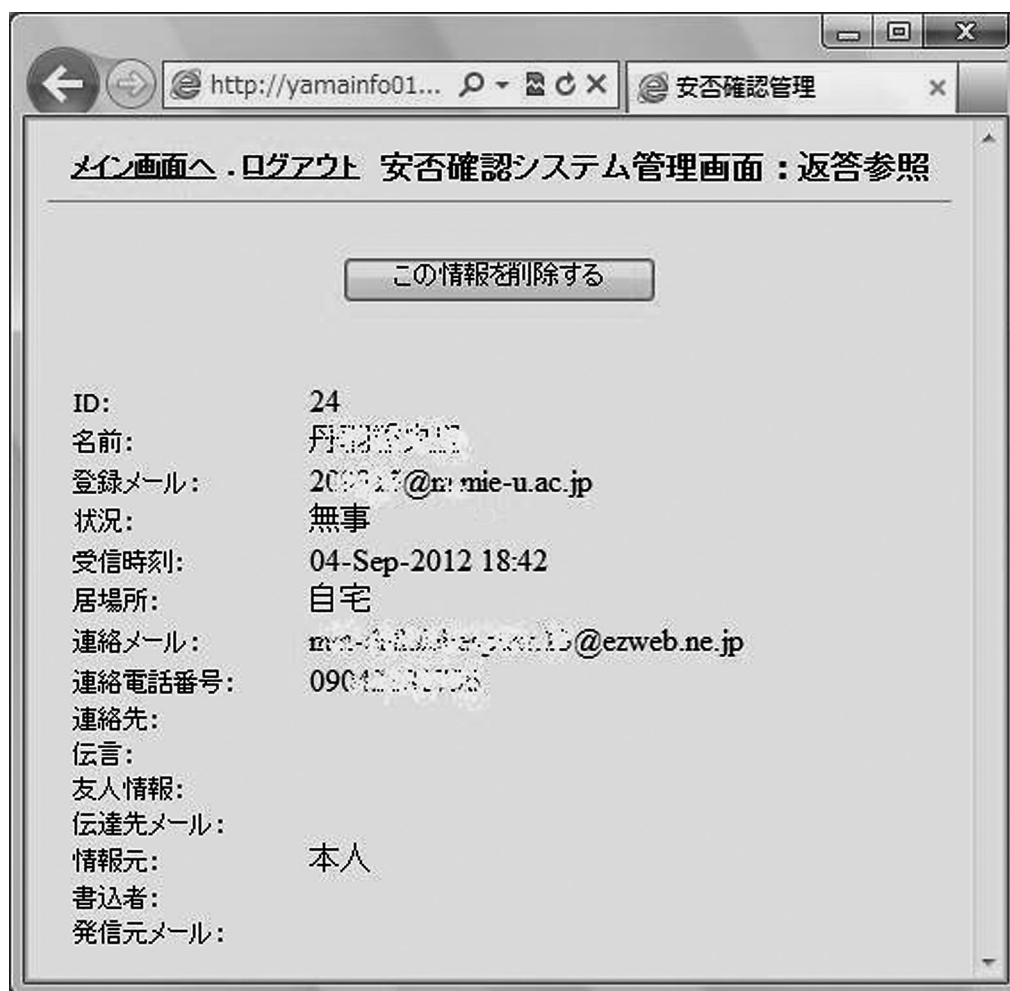 http://yamainfo01... 安否確認管理
メイン画面へ . ログアウト 安否確認システム管理画面：返答参照
この情報を削除する
ID: 24
名前:
登録メール: mie-u.ac.jp
状況: 無事
受信時刻: 04-Sep-2012 18:42
居場所: 自宅
連絡メール: @ezweb.ne.jp
連絡電話番号:
連絡先:
伝言:
友人情報:
伝達先メール:
情報元: 本人
書込者:
発信元メール: